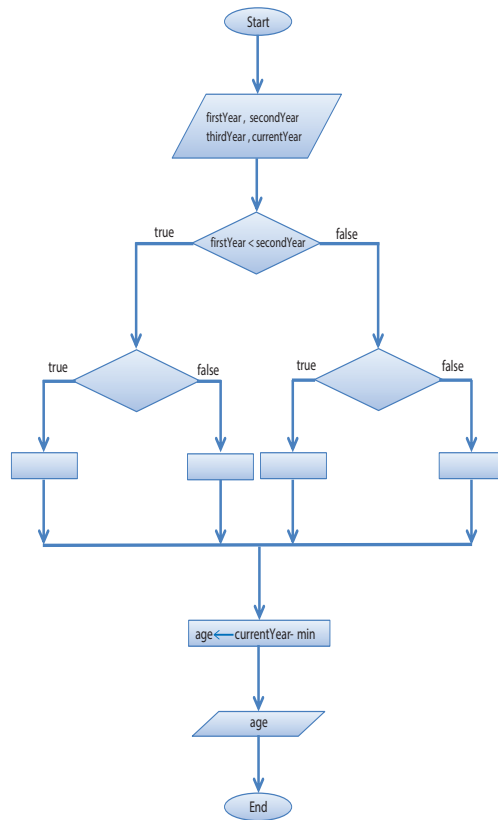 Start
firstYear , secondYear
thirdYear , currentYear
true
firstYear < secondYear
false
true
false
true
false
age←currentYear- min
age
End